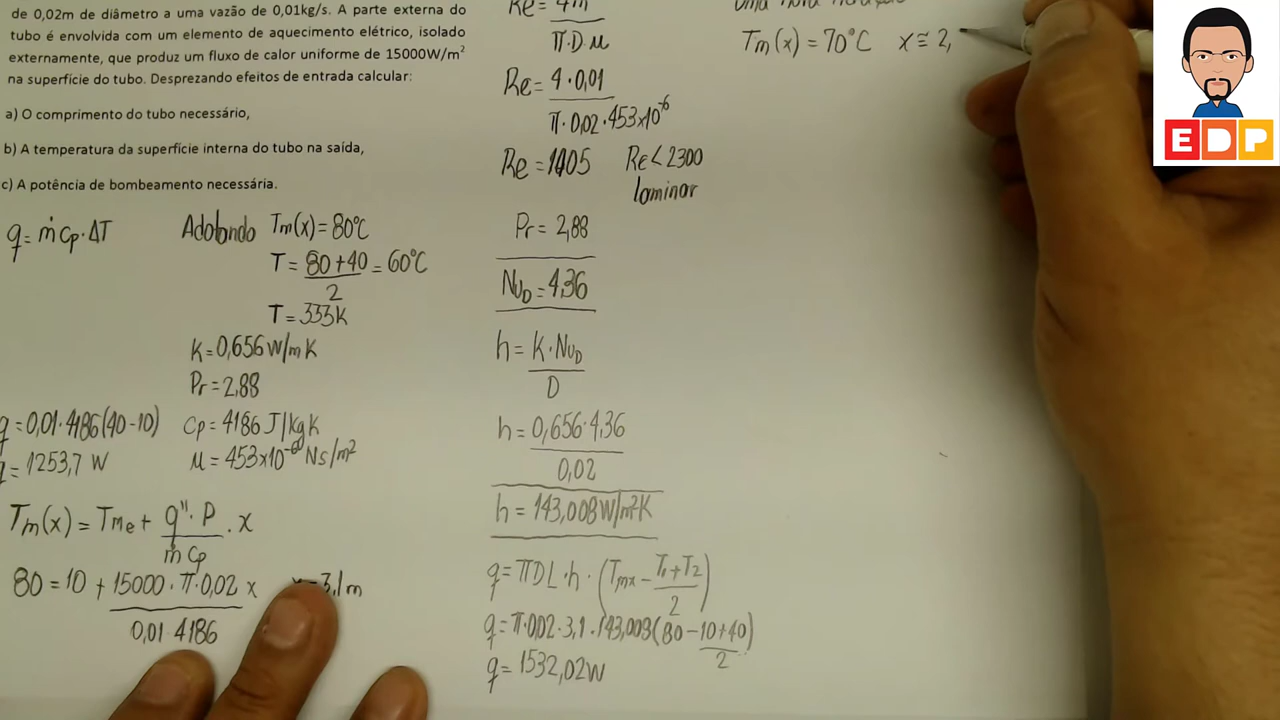 de 0,02m de diâmetro a uma vazão de 0,01kg/s. A parte externa do
tubo é envolvida com um elemento de aquecimento elétrico, isolado
externamente, que produz um fluxo de calor uniforme de 15000W/m²
na superfície do tubo. Desprezando efeitos de entrada calcular:
a) O comprimento do tubo necessário,
b) A temperatura da superfície interna do tubo na saída,
c) A potência de bombeamento necessária.
q = ṁ Cp · ΔT
Adotando Tm(x) = 80°C
T = 80 + 40 / 2 = 60°C
T = 333K
K = 0,656 W/mK
Pr = 2,88
Cp = 4186 J/kgK
μ = 453x10⁻⁶ Ns/m²
q = 0,01·4186(40-10)
q = 1253,7 W
Tm(x) = Tme + q'' · P / ṁ Cp · x
80 = 10 + 15000 · π · 0,02 x / 0,01 · 4186
= 3,1m
Re = 4ṁ / π·D·μ
Re = 4 · 0,01 / π · 0,02 · 453x10⁻⁶
Re = 1405 Re < 2300
laminar
Pr = 2,88
NuD = 4,36
h = K · NuD / D
h = 0,656 · 4,36 / 0,02
h = 143,008W/m²K
q = πDL · h · (Tmx - T1 + T2 / 2)
q = π·0,02·3,1·143,008(80 - 10+40 / 2)
q = 1532,02W
Uma nova
Tm(x) = 70°C x ≅ 2,
EDP